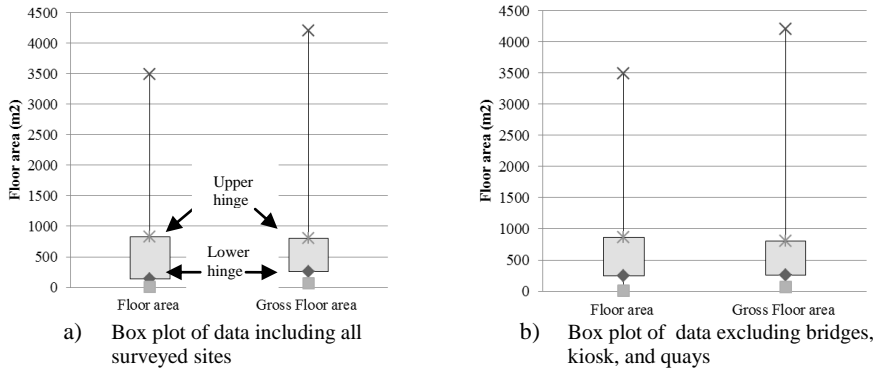 4500
4000
3500
3000
2500
2000
1500
1000
500
0
Floor area (m2)
Upper
hinge
Lower
hinge
Floor area
Gross Floor area
a) Box plot of data including all
surveyed sites
4500
4000
3500
3000
2500
2000
1500
1000
500
0
Floor area (m2)
Floor area
Gross Floor area
b) Box plot of data excluding bridges,
kiosk, and quays